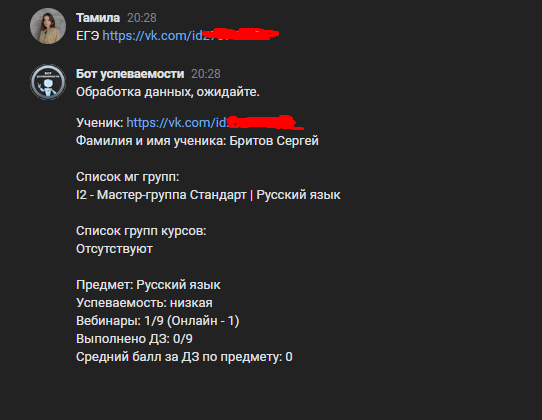 Тамила 20:28
ЕГЭ https://vk.com/id
Бот успеваемости 20:28
Обработка данных, ожидайте.
Ученик: https://vk.com/id
Фамилия и имя ученика: Бритов Сергей
Список мг групп:
I2 - Мастер-группа Стандарт | Русский язык
Список групп курсов:
Отсутствуют
Предмет: Русский язык
Успеваемость: низкая
Вебинары: 1/9 (Онлайн - 1)
Выполнено ДЗ: 0/9
Средний балл за ДЗ по предмету: 0